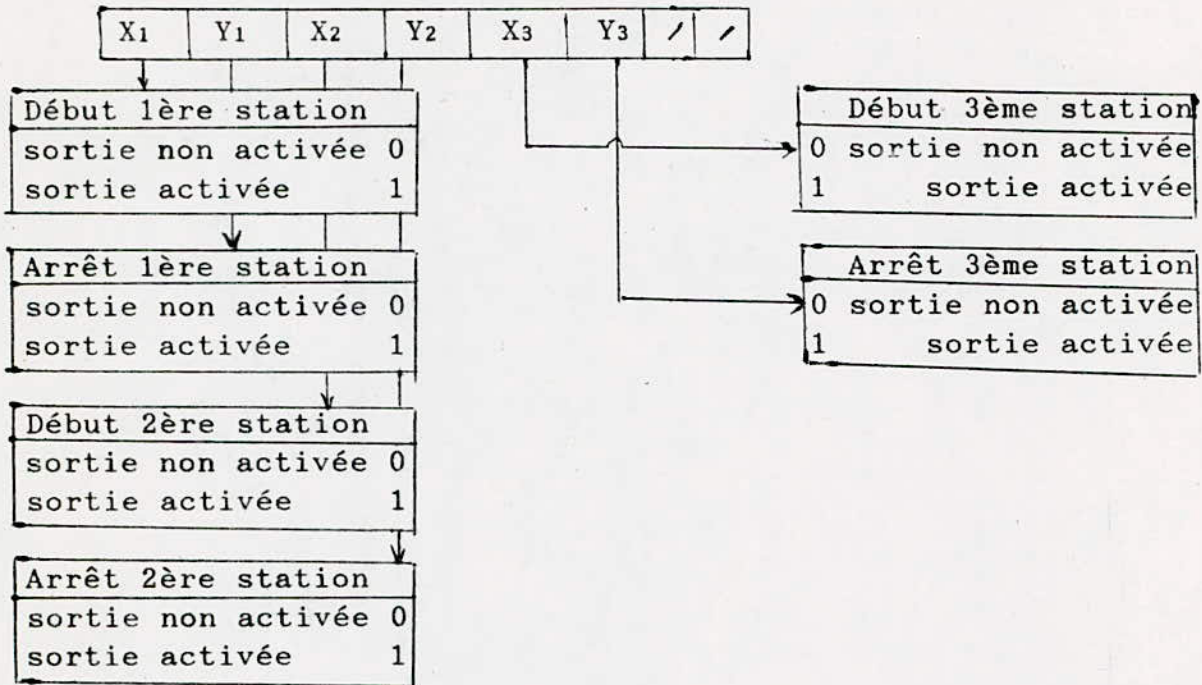 X1 Y1 X2 Y2 X3 Y3 / /
Début 1ère station
sortie non activée 0
sortie activée 1
Arrêt 1ère station
sortie non activée 0
sortie activée 1
Début 2ère station
sortie non activée 0
sortie activée 1
Arrêt 2ère station
sortie non activée 0
sortie activée 1
Début 3ème station
0 sortie non activée
1 sortie activée
Arrêt 3ème station
0 sortie non activée
1 sortie activée